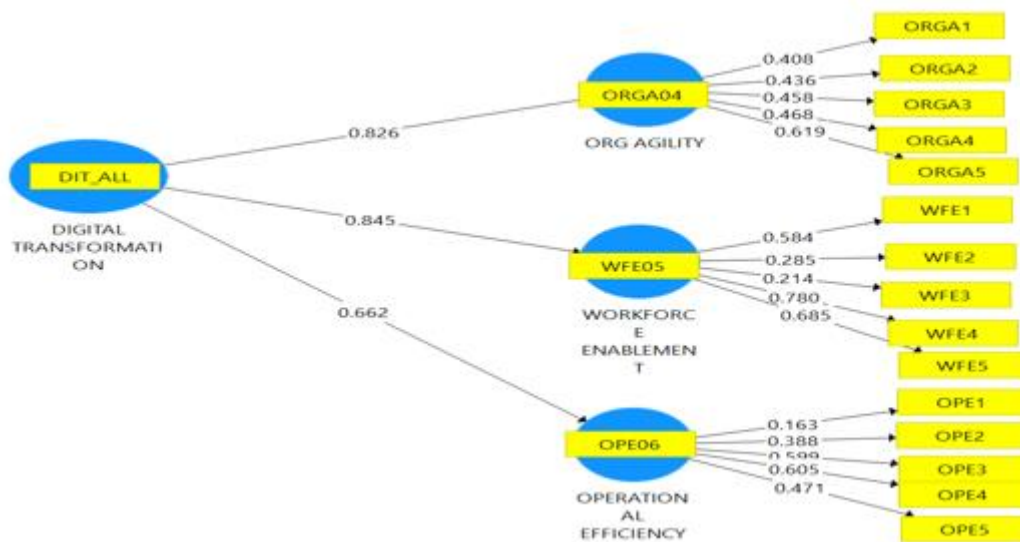 ORGA1
0.408
ORGA2
0.436
ORGA04
ORGA3
0.458
0.468
ORGA4
0.619
0.826
ORG AGILITY
ORGA5
DIT_ALL
DIGITAL
TRANSFORMATI
ON
0.845
WFE1
0.584
WFE2
0.285
WFE05
0.214
WFE3
0.780
0.685
WFE4
0.662
WORKFORC
E
ENABLEMEN
T
WFE5
OPE1
0.163
OPE2
0.388
OPE06
0.599
OPE3
0.605
OPE4
0.471
OPERATION
AL
EFFICIENCY
OPE5